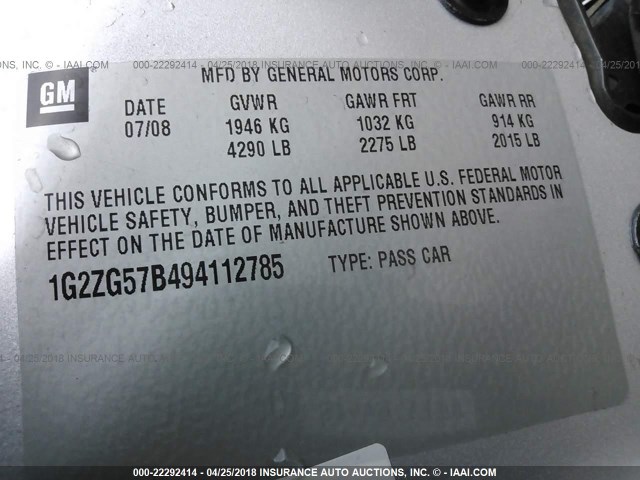 000-22292414 - 04/25/2018 INSURANCE AUTO AUCTIONS, INC. - © IAAI.COM
GM
MFD BY GENERAL MOTORS CORP.
DATE GVWR GAWR FRT GAWR RR
07/08 1946 KG 1032 KG 914 KG
4290 LB 2275 LB 2015 LB
THIS VEHICLE CONFORMS TO ALL APPLICABLE U.S. FEDERAL MOTOR
VEHICLE SAFETY, BUMPER, AND THEFT PREVENTION STANDARDS IN
EFFECT ON THE DATE OF MANUFACTURE SHOWN ABOVE.
1G2ZG57B494112785 TYPE: PASS CAR
000-22292414 - 04/25/2018 INSURANCE AUTO AUCTIONS, INC. - © IAAI.COM